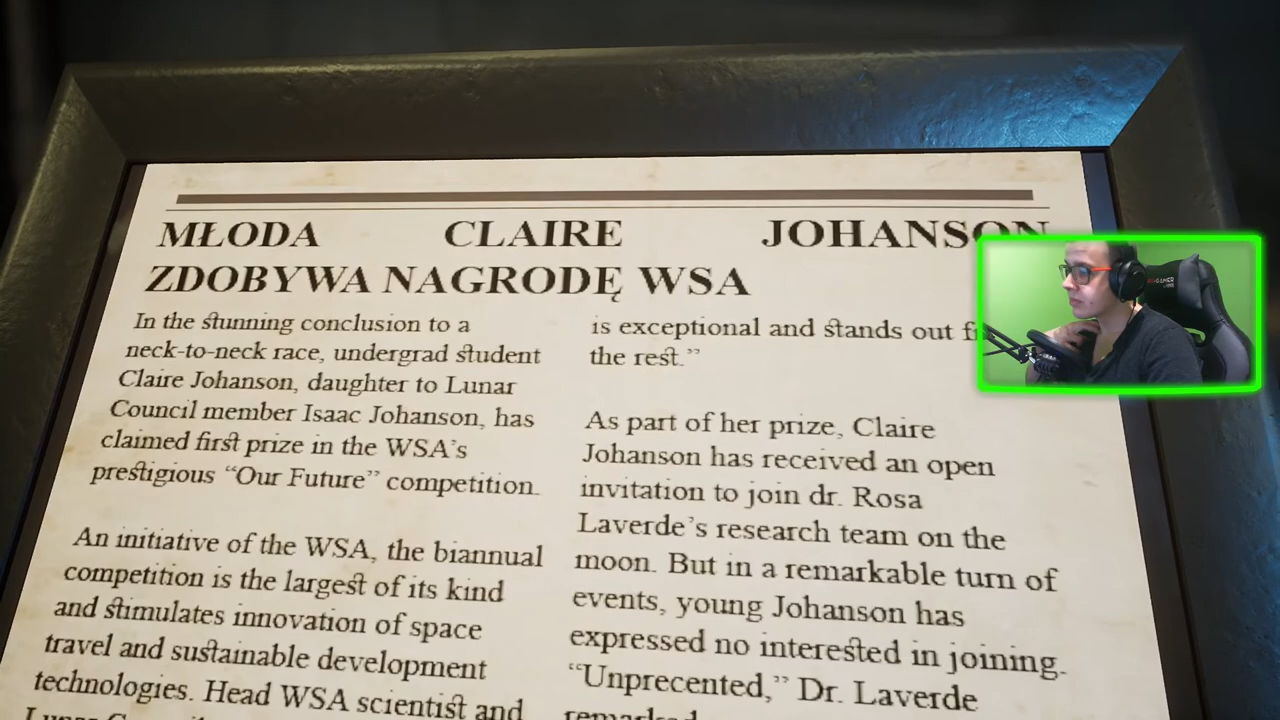 MŁODA CLAIRE JOHANSON
ZDOBYWA NAGRODĘ WSA
In the stunning conclusion to a
neck-to-neck race, undergrad student
Claire Johanson, daughter to Lunar
Council member Isaac Johanson, has
claimed first prize in the WSA's
prestigious “Our Future” competition.
An initiative of the WSA, the biannual
competition is the largest of its kind
and stimulates innovation of space
travel and sustainable development
technologies. Head WSA scientist and
Lunar
is exceptional and stands out
the rest.”
As part of her prize, Claire
Johanson has received an open
invitation to join dr. Rosa
Laverde's research team on the
moon. But in a remarkable turn of
events, young Johanson has
expressed no interested in joining.
“Unprecented,” Dr. Laverde
remarked